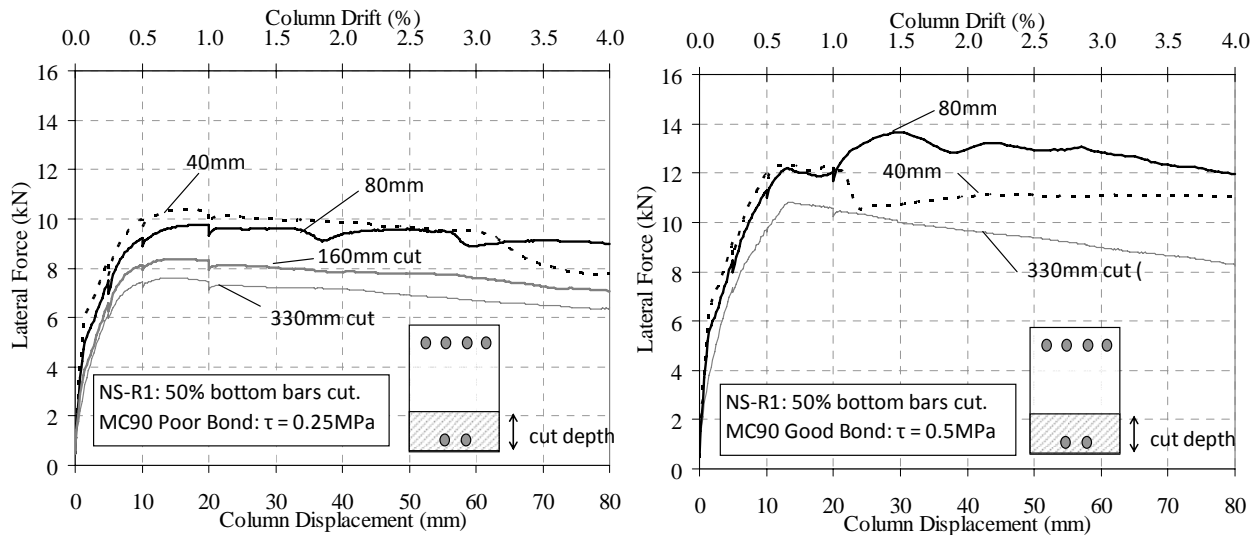 Column Drift (%)
0.0 0.5 1.0 1.5 2.0 2.5 3.0 3.5 4.0
16
14
12
10
8
6
4
2
0
Lateral Force (kN)
40mm
80mm
160mm cut
330mm cut
NS-R1: 50% bottom bars cut.
MC90 Poor Bond: τ = 0.25MPa
cut depth
0 10 20 30 40 50 60 70 80
Column Displacement (mm)
Column Drift (%)
0.0 0.5 1.0 1.5 2.0 2.5 3.0 3.5 4.0
16
14
12
10
8
6
4
2
0
Lateral Force (kN)
80mm
40mm
330mm cut (
NS-R1: 50% bottom bars cut.
MC90 Good Bond: τ = 0.5MPa
cut depth
0 10 20 30 40 50 60 70 80
Column Displacement (mm)